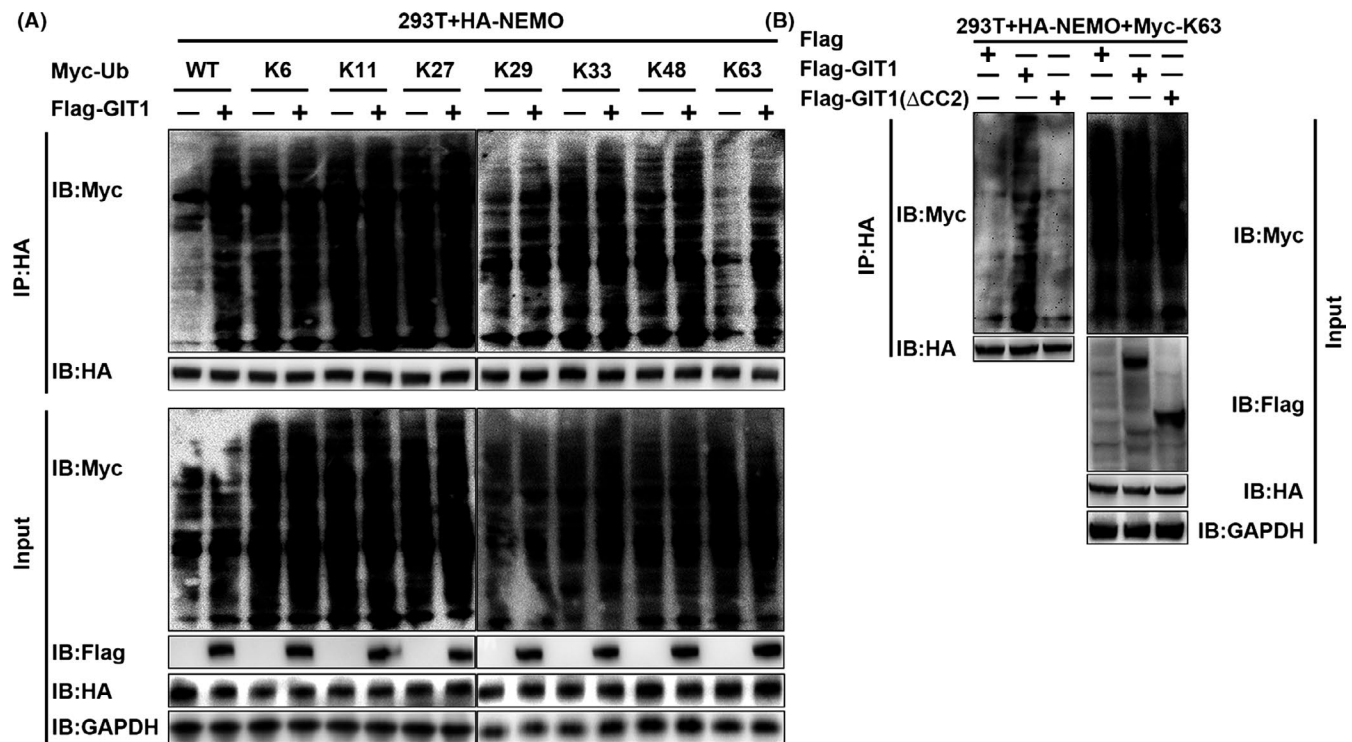 (A)
293T+HA-NEMO
Myc-Ub WT K6 K11 K27 K29 K33 K48 K63
Flag-GIT1 — + — + — + — + — + — + — + — +
IP:HA
IB:Myc
IB:HA
Input
IB:Myc
IB:Flag
IB:HA
IB:GAPDH
(B)
293T+HA-NEMO+Myc-K63
Flag + — — + — —
Flag-GIT1 — + — — + —
Flag-GIT1(ΔCC2) — — + — — +
IP:HA
IB:Myc
IB:HA
IB:Myc
IB:Flag
IB:HA
IB:GAPDH
Input